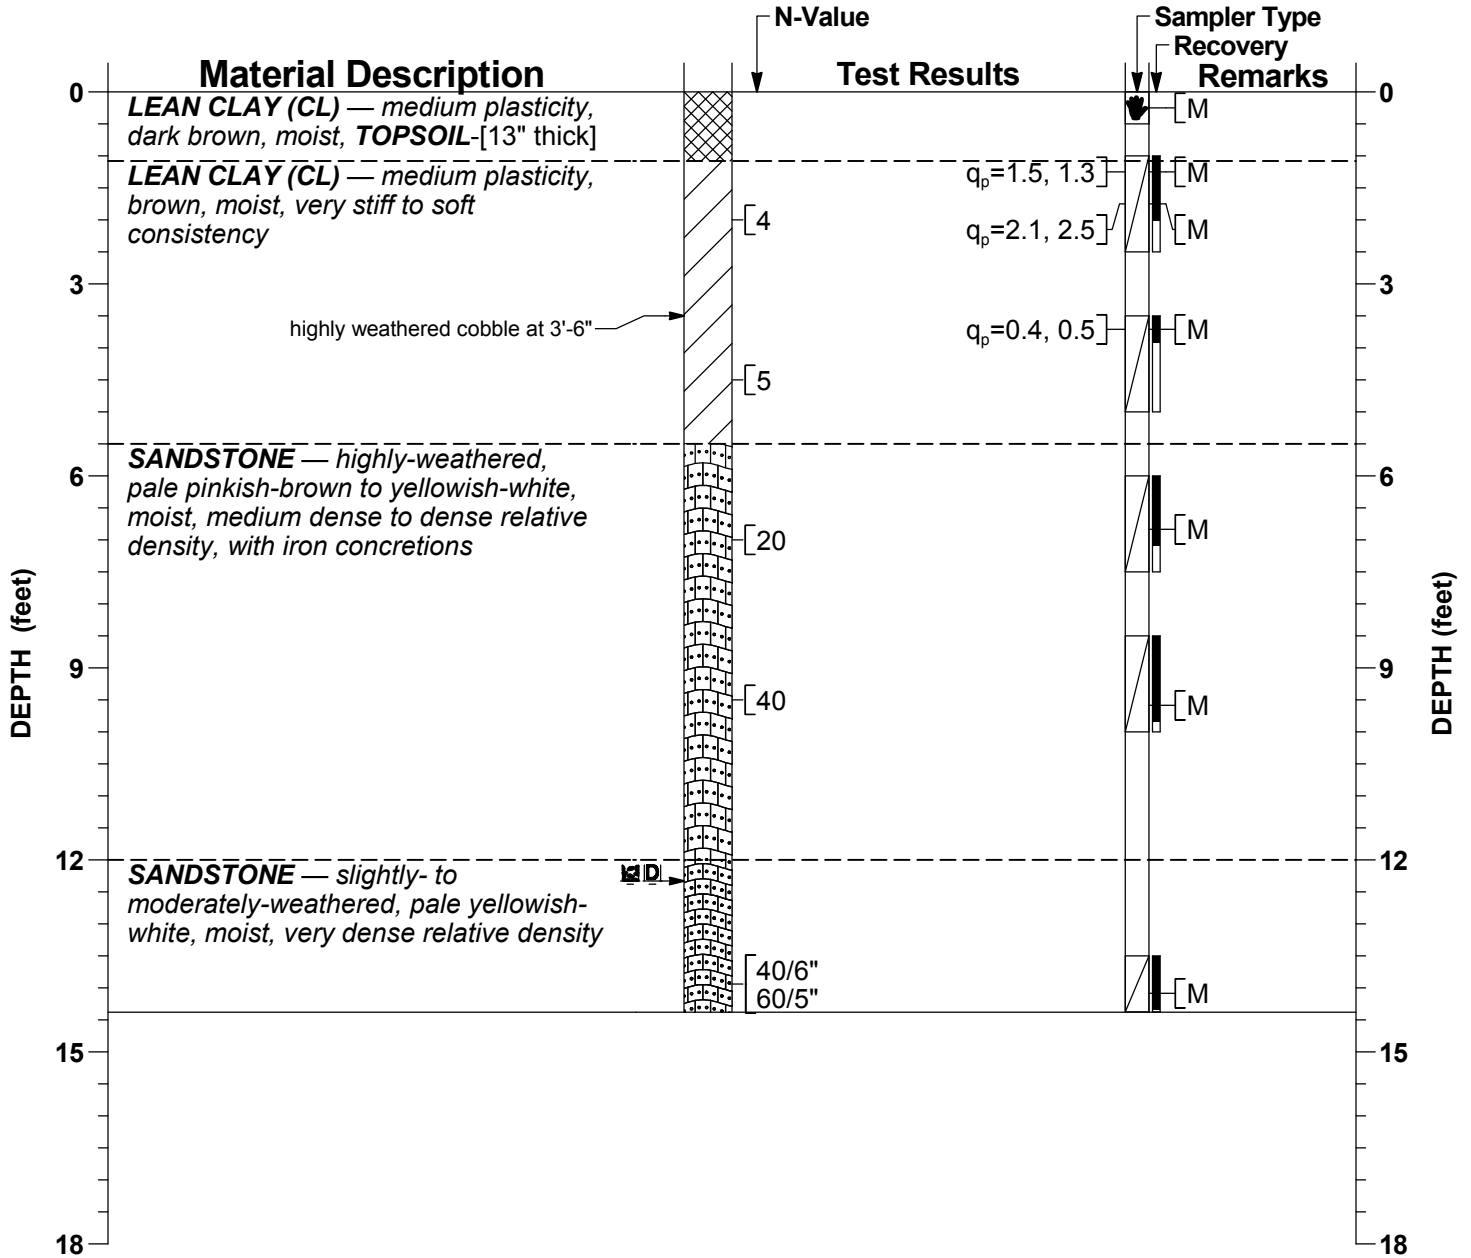 N-Value
Sampler Type
Recovery
Material Description
Test Results
Remarks
0
0
LEAN CLAY (CL) — medium plasticity,
dark brown, moist, TOPSOIL-[13" thick]
M
LEAN CLAY (CL) — medium plasticity,
brown, moist, very stiff to soft
consistency
qp=1.5, 1.3
M
4
qp=2.1, 2.5
M
3
3
highly weathered cobble at 3'-6"
qp=0.4, 0.5
M
5
SANDSTONE — highly-weathered,
pale pinkish-brown to yellowish-white,
moist, medium dense to dense relative
density, with iron concretions
6
6
20
M
DEPTH (feet)
DEPTH (feet)
9
9
40
M
12
12
SANDSTONE — slightly- to
moderately-weathered, pale yellowish-
white, moist, very dense relative density
40/6"
60/5"
M
15
15
18
18